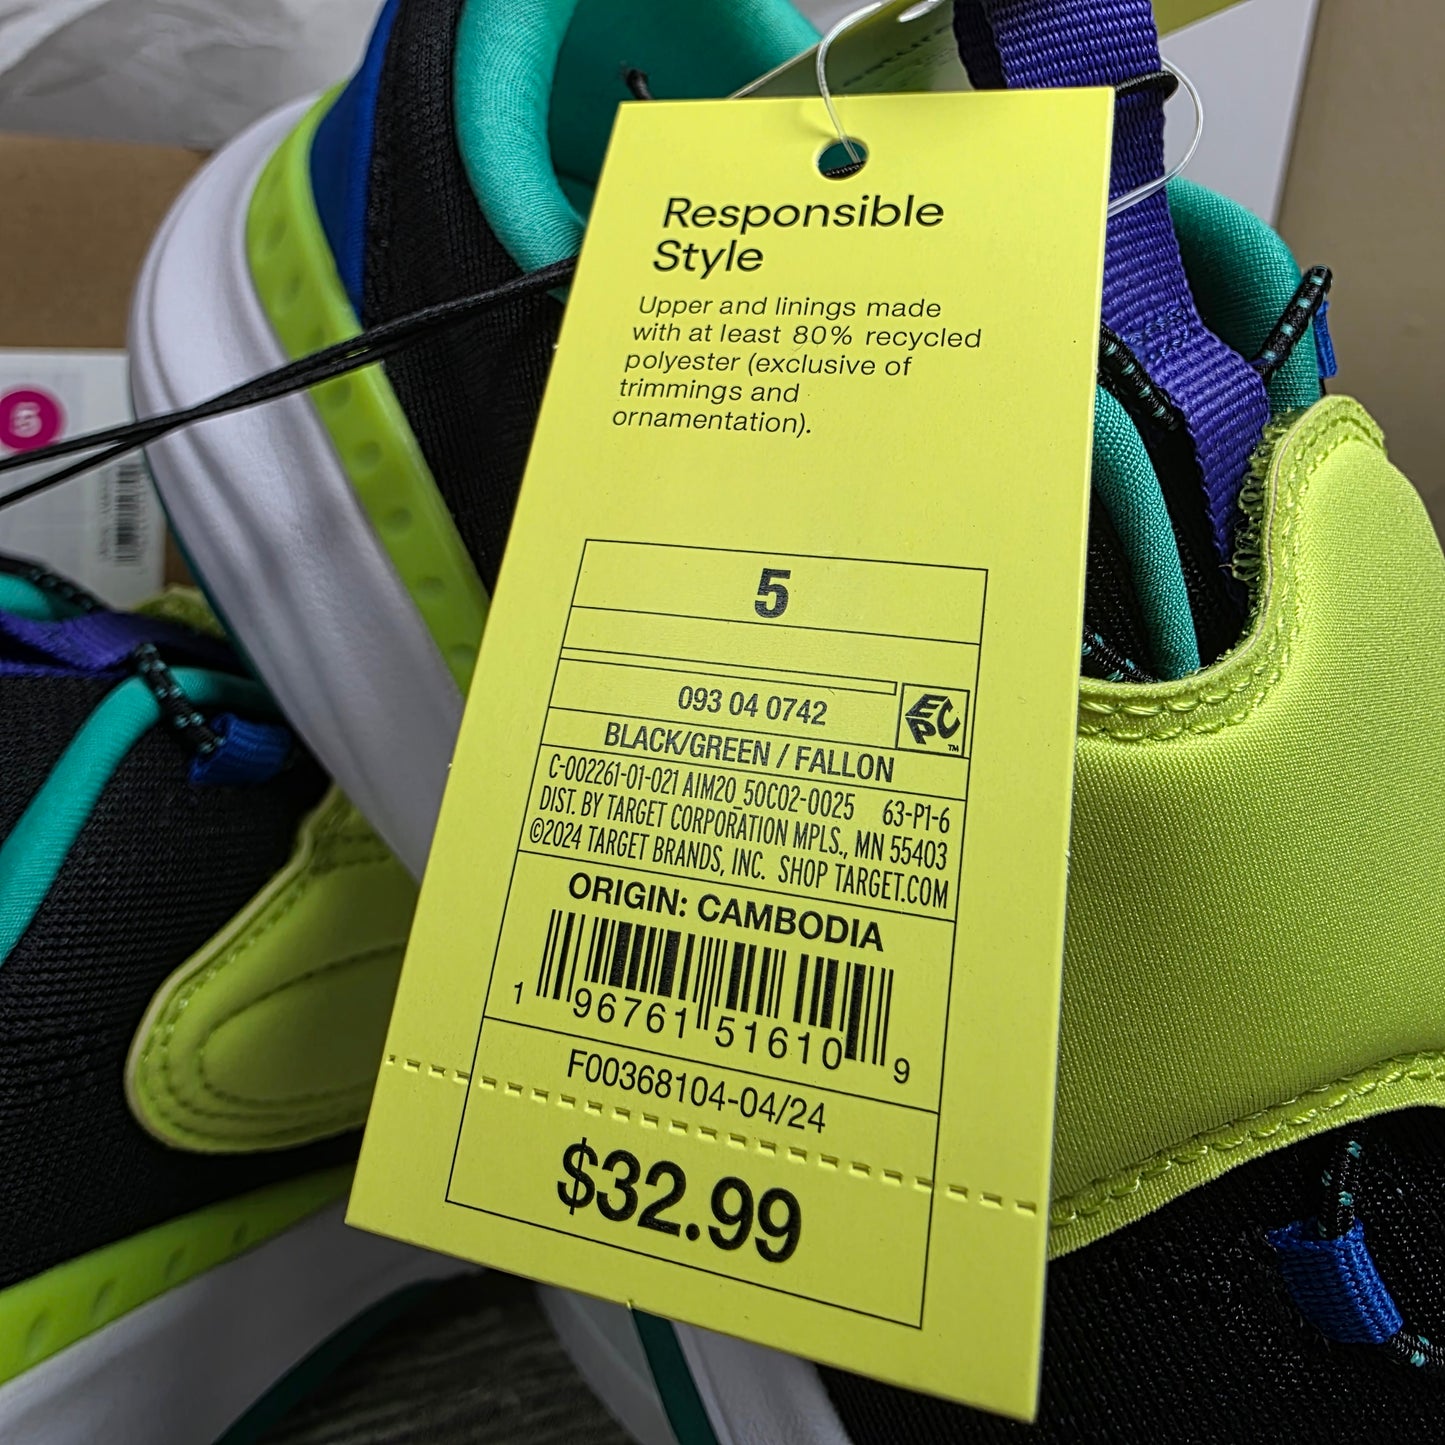 Responsible
Style
Upper and linings made
with at least 80% recycled
polyester (exclusive of
trimmings and
ornamentation).
5
093 04 0742
EPC
™
BLACK/GREEN / FALLON
C-002261-01-021 AIM20_50C02-0025 63-P1-6
DIST. BY TARGET CORPORATION MPLS., MN 55403
©2024 TARGET BRANDS, INC. SHOP TARGET.COM
ORIGIN: CAMBODIA
1 96761 51610 9
F00368104-04/24
$32.99
5